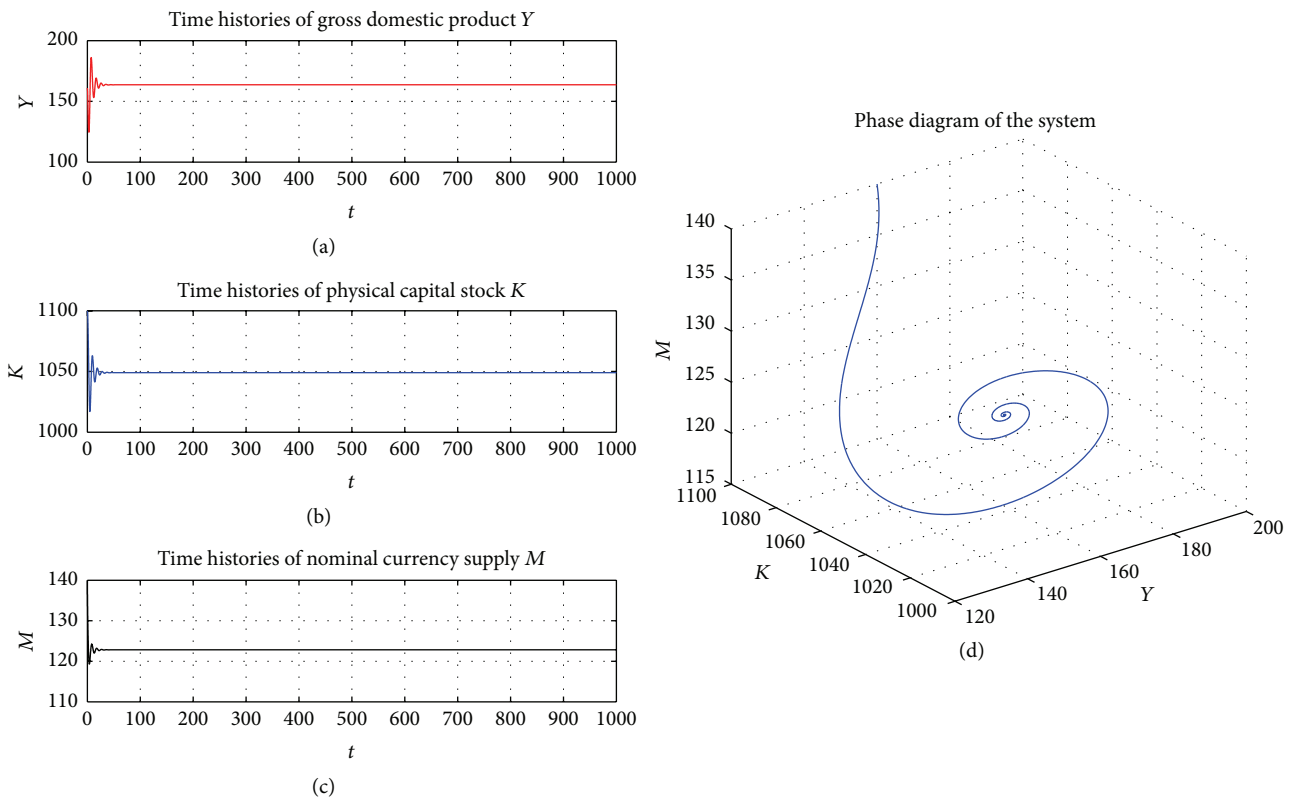 Time histories of gross domestic product Y
200
150
100
Y
0 100 200 300 400 500 600 700 800 900 1000
t
(a)
Time histories of physical capital stock K
1100
1050
1000
K
0 100 200 300 400 500 600 700 800 900 1000
t
(b)
Time histories of nominal currency supply M
140
130
120
110
M
0 100 200 300 400 500 600 700 800 900 1000
t
(c)
Phase diagram of the system
140
135
130
125
120
115
M
1100
1080
1060
1040
1020
1000
K
120
140
160
180
200
Y
(d)